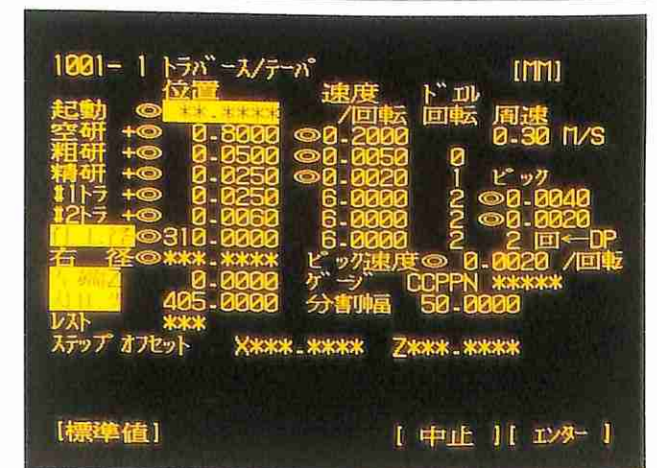 1001- 1 トラバース/テーパ [MM]
位置 速度 ドエル
起動 ◎ **.**** /回転 回転 周速
空研 +◎ 0.8000 ◎0.2000 0.30 M/S
粗研 +◎ 0.0500 ◎0.0050 0
精研 +◎ 0.0250 ◎0.0020 1 ピック
#1トラ +◎ 0.0250 6.0000 2 ◎0.0040
#2トラ +◎ 0.0060 6.0000 2 ◎0.0020
◎310.0000 6.0000 2 2 回←DP
径◎***.**** ピック速度◎ 0.0020 /回転
0.0000 ゲージ CCPPN *****
405.0000 分割幅 50.0000
レスト ***
ステップ オフセット X***.**** Z***.****
[標準値] [ 中止 ][ エンター ]